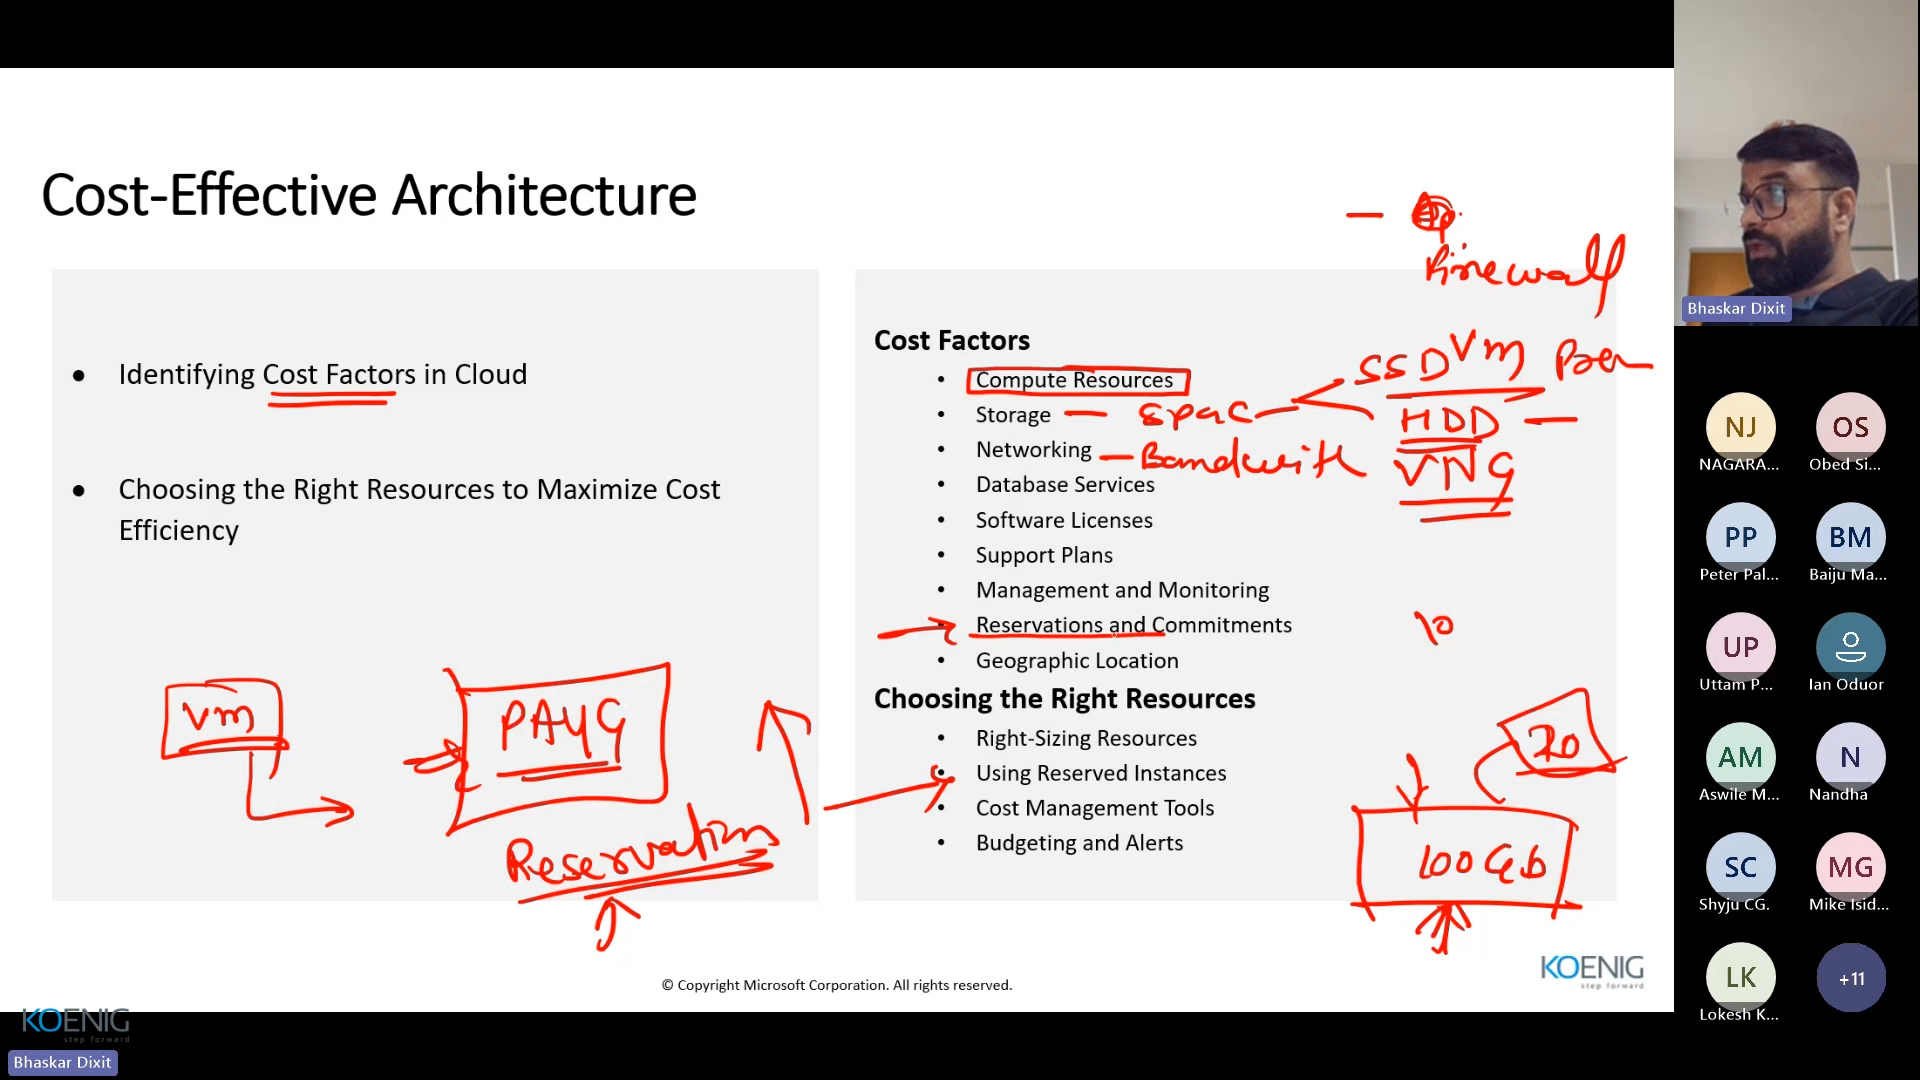 Cost-Effective Architecture
• Identifying Cost Factors in Cloud
• Choosing the Right Resources to Maximize Cost
Efficiency
vm
PAYG
Reservation
Firewall
Cost Factors
• Compute Resources
• Storage
• Networking
• Database Services
• Software Licenses
• Support Plans
• Management and Monitoring
• Reservations and Commitments
• Geographic Location
SSD Vm
HDD
Bandwith VNG
10
Choosing the Right Resources
• Right-Sizing Resources
• Using Reserved Instances
• Cost Management Tools
• Budgeting and Alerts
70
100 Gb
© Copyright Microsoft Corporation. All rights reserved.
KOENIG
step forward
KOENIG
step forward
Bhaskar Dixit
Bhaskar Dixit
NJ
NAGARA...
OS
Obed Si...
PP
Peter Pal...
BM
Baiju Ma...
UP
Uttam P...
Ian Oduor
AM
Aswile M...
N
Nandha
SC
Shyju CG.
MG
Mike Isid...
LK
Lokesh K...
+11